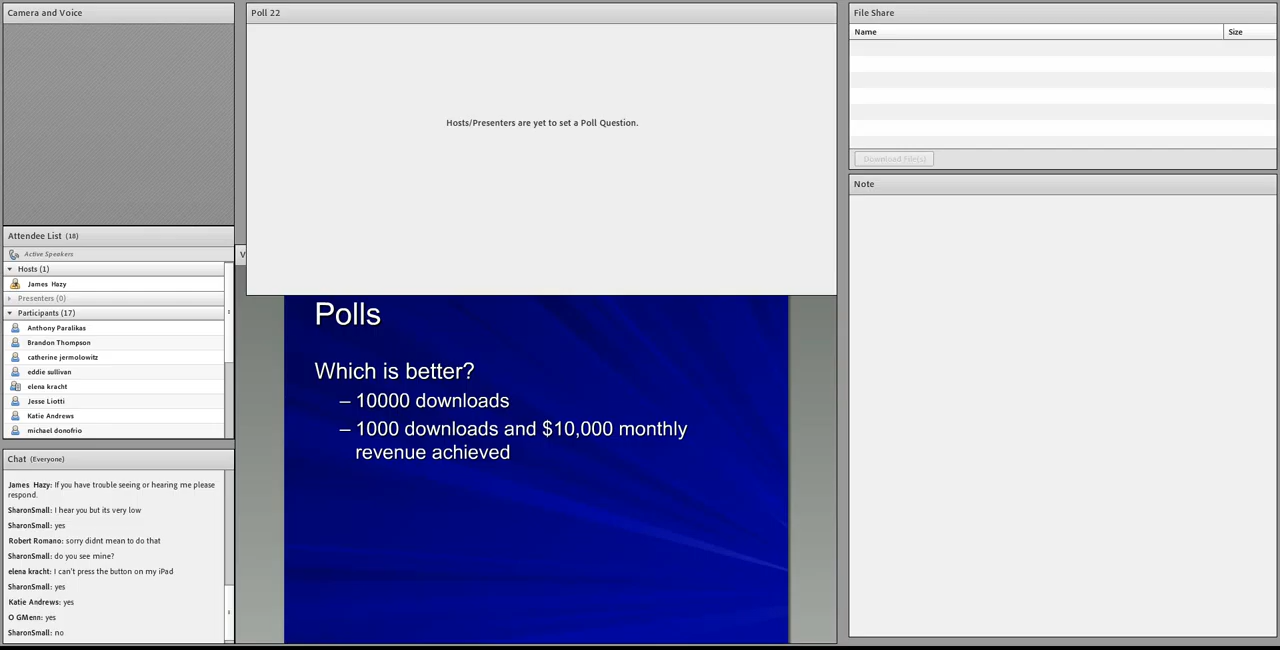 Camera and Voice
Attendee List (18)
Active Speakers
Hosts (1)
James Hazy
Presenters (0)
Participants (17)
Anthony Paralikas
Brandon Thompson
catherine jermolowitz
eddie sullivan
elena kracht
Jesse Liotti
Katie Andrews
michael donofrio
Chat (Everyone)
James Hazy: If you have trouble seeing or hearing me please
respond.
SharonSmall: I hear you but its very low
SharonSmall: yes
Robert Romano: sorry didnt mean to do that
SharonSmall: do you see mine?
elena kracht: I can't press the button on my iPad
SharonSmall: yes
Katie Andrews: yes
O GMenn: yes
SharonSmall: no
Poll 22
Hosts/Presenters are yet to set a Poll Question.
V
Polls
Which is better?
– 10000 downloads
– 1000 downloads and $10,000 monthly
revenue achieved
File Share
Name Size
Download File(s)
Note